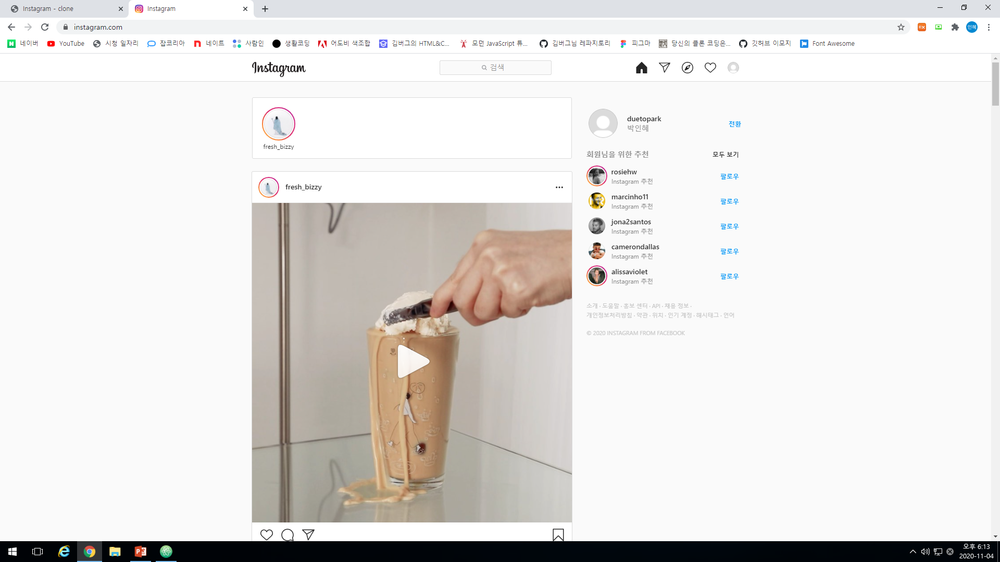 Instagram - clone
Instagram
instagram.com
인혜
네이버
YouTube
시청 일자리
잡코리아
네이트
사람인
생활코딩
어도비 색조합
김버그의 HTML&C...
모던 JavaScript 튜...
김버그님 레파지토리
피그마
당신의 클론 코딩은...
깃허브 이모지
Font Awesome
Instagram
검색
fresh_bizzy
duetopark
박인혜
전환
회원님을 위한 추천
모두 보기
rosiehw
Instagram 추천
팔로우
marcinho11
Instagram 추천
팔로우
jona2santos
Instagram 추천
팔로우
camerondallas
Instagram 추천
팔로우
alissaviolet
Instagram 추천
팔로우
소개 · 도움말 · 홍보 센터 · API · 채용 정보 ·
개인정보처리방침 · 약관 · 위치 · 인기 계정 · 해시태그 · 언어
© 2020 INSTAGRAM FROM FACEBOOK
fresh_bizzy
오후 6:13
2020-11-04